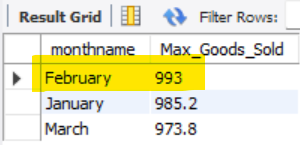 Result Grid Filter Rows:
monthname Max_Goods_Sold
February 993
January 985.2
March 973.8